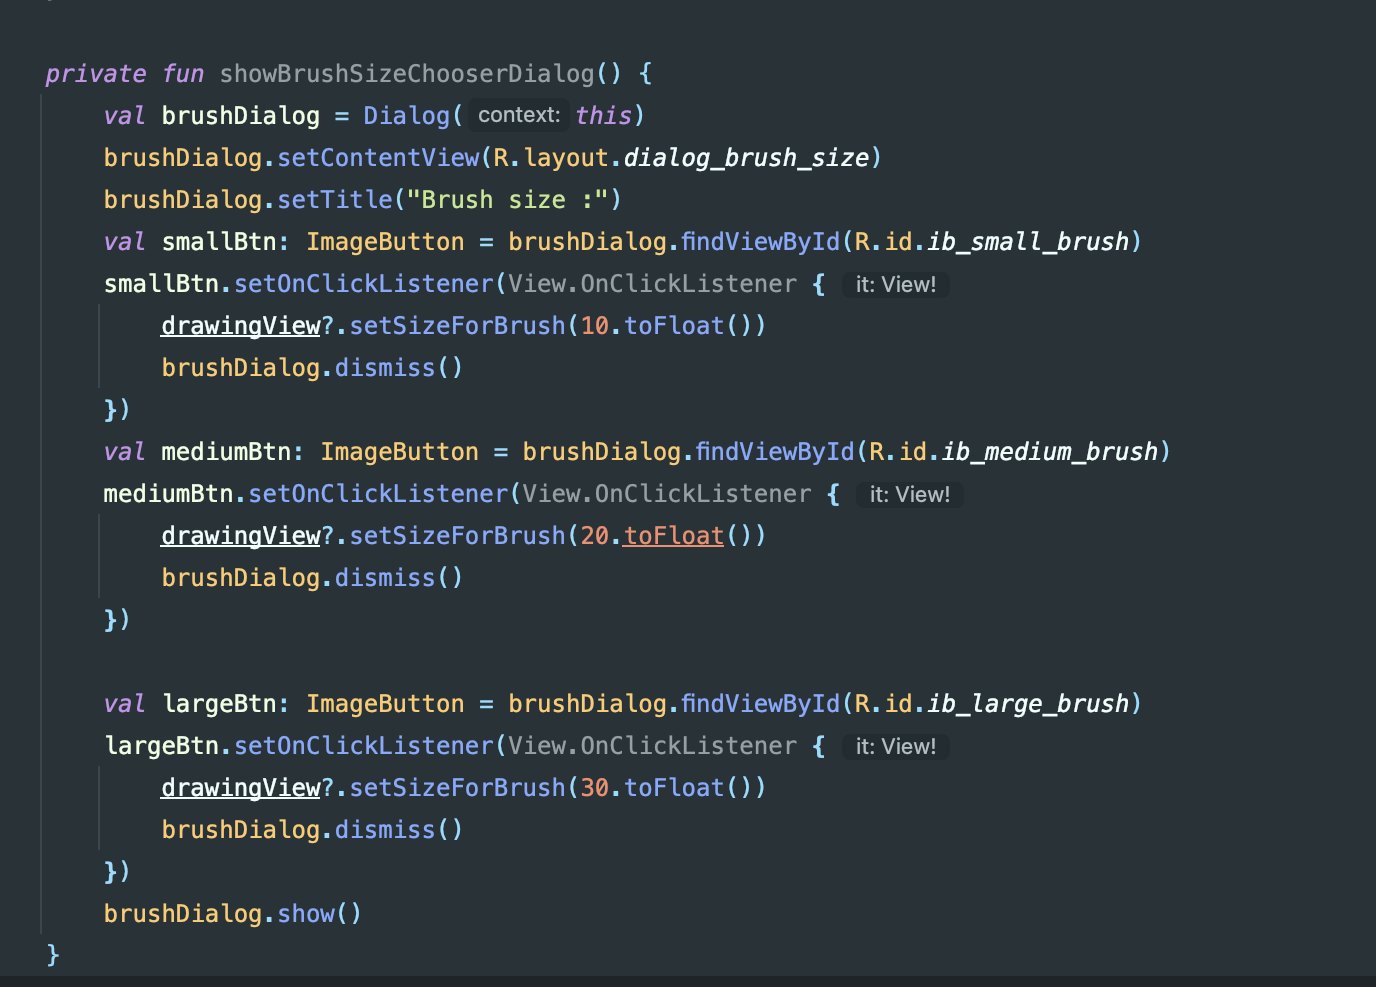 private fun showBrushSizeChooserDialog() {
val brushDialog = Dialog( context: this)
brushDialog.setContentView(R.layout.dialog_brush_size)
brushDialog.setTitle("Brush size :")
val smallBtn: ImageButton = brushDialog.findViewById(R.id.ib_small_brush)
smallBtn.setOnClickListener(View.OnClickListener { it: View!
drawingView?.setSizeForBrush(10.toFloat())
brushDialog.dismiss()
})
val mediumBtn: ImageButton = brushDialog.findViewById(R.id.ib_medium_brush)
mediumBtn.setOnClickListener(View.OnClickListener { it: View!
drawingView?.setSizeForBrush(20.toFloat())
brushDialog.dismiss()
})
val largeBtn: ImageButton = brushDialog.findViewById(R.id.ib_large_brush)
largeBtn.setOnClickListener(View.OnClickListener { it: View!
drawingView?.setSizeForBrush(30.toFloat())
brushDialog.dismiss()
})
brushDialog.show()
}